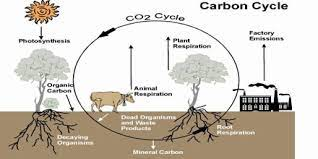 Carbon Cycle
CO2 Cycle
Photosynthesis
Plant
Respiration
Factory
Emissions
Organic
Carbon
Animal
Respiration
Dead Organisms
and Waste
Products
Root
Respiration
Decaying
Organisms
Mineral Carbon